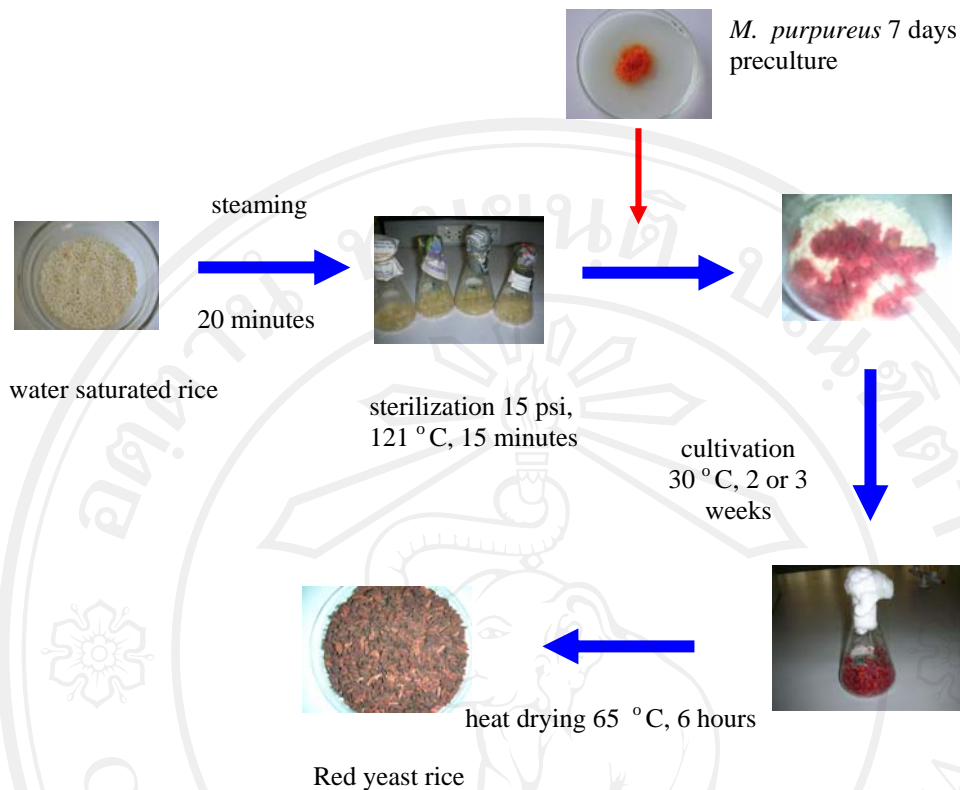 M. purpureus 7 days
preculture
steaming
20 minutes
water saturated rice
sterilization 15 psi,
121 °C, 15 minutes
cultivation
30 °C, 2 or 3
weeks
heat drying 65 °C, 6 hours
Red yeast rice